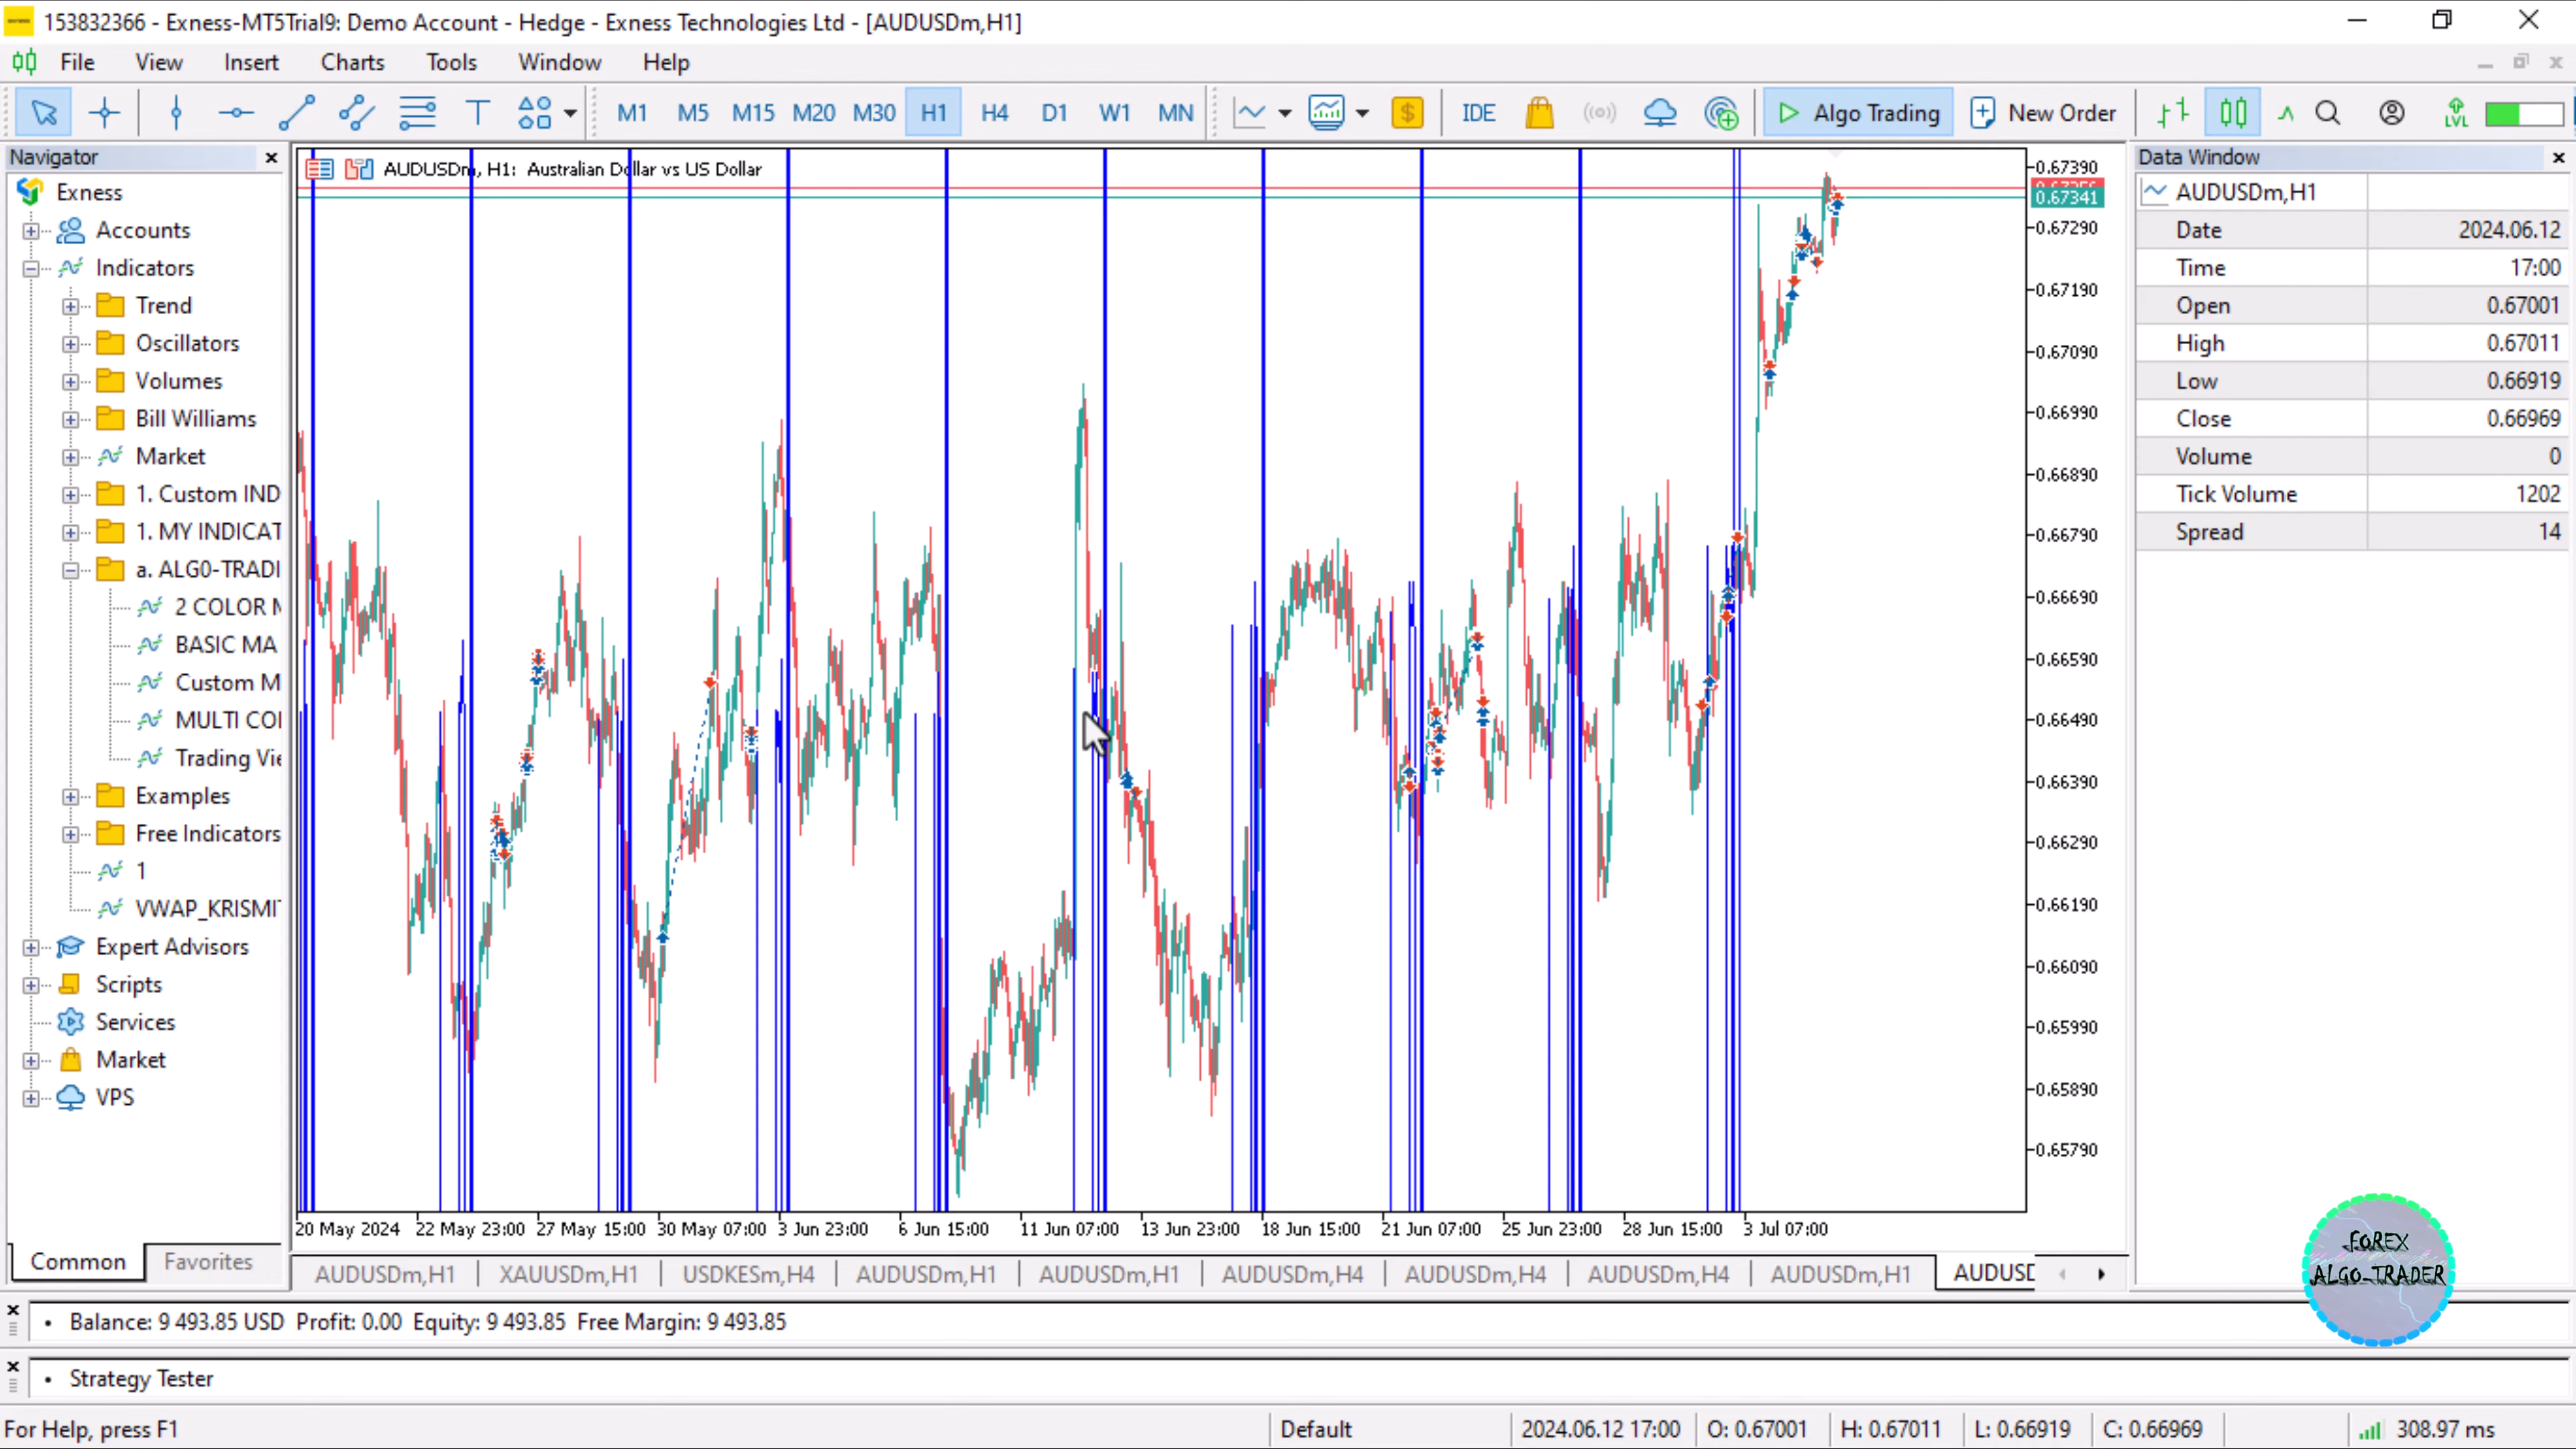 153832366 - Exness-MT5Trial9: Demo Account - Hedge - Exness Technologies Ltd - [AUDUSDm,H1]
File View Insert Charts Tools Window Help
M1 M5 M15 M20 M30 H1 H4 D1 W1 MN IDE Algo Trading New Order LVL
Navigator
Exness
Accounts
Indicators
Trend
Oscillators
Volumes
Bill Williams
Market
1. Custom IND
1. MY INDICAT
a. ALG0-TRADI
2 COLOR
BASIC MA
Custom M
MULTI COI
Trading Vie
Examples
Free Indicators
1
VWAP_KRISMI
Expert Advisors
Scripts
Services
Market
VPS
Common Favorites
AUDUSDm, H1: Australian Dollar vs US Dollar
0.67390
0.67341
0.67290
0.67190
0.67090
0.66990
0.66890
0.66790
0.66690
0.66590
0.66490
0.66390
0.66290
0.66190
0.66090
0.65990
0.65890
0.65790
20 May 2024 22 May 23:00 27 May 15:00 30 May 07:00 3 Jun 23:00 6 Jun 15:00 11 Jun 07:00 13 Jun 23:00 18 Jun 15:00 21 Jun 07:00 25 Jun 23:00 28 Jun 15:00 3 Jul 07:00
AUDUSDm,H1 XAUUSDm,H1 USDKESm,H4 AUDUSDm,H1 AUDUSDm,H1 AUDUSDm,H4 AUDUSDm,H4 AUDUSDm,H4 AUDUSDm,H1 AUDUSD
Data Window
AUDUSDm,H1
Date 2024.06.12
Time 17:00
Open 0.67001
High 0.67011
Low 0.66919
Close 0.66969
Volume 0
Tick Volume 1202
Spread 14
FOREX
ALGO_TRADER
• Balance: 9 493.85 USD Profit: 0.00 Equity: 9 493.85 Free Margin: 9 493.85
• Strategy Tester
For Help, press F1 Default 2024.06.12 17:00 O: 0.67001 H: 0.67011 L: 0.66919 C: 0.66969 308.97 ms